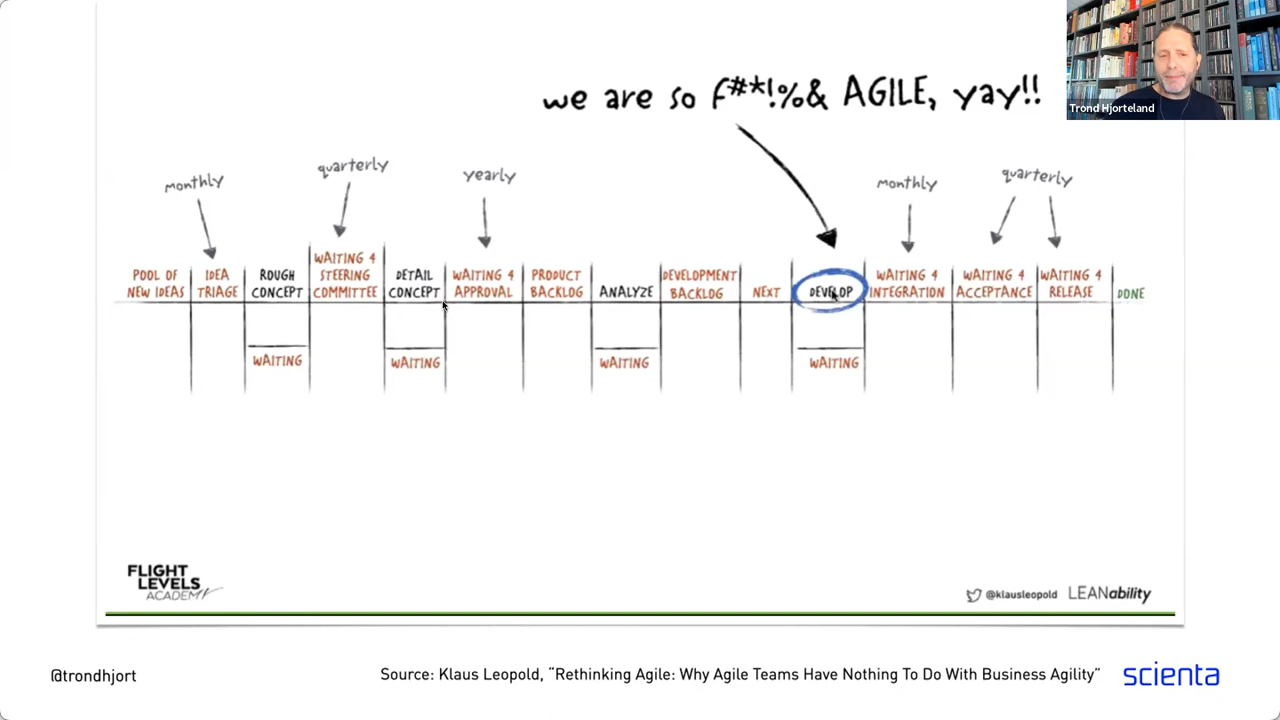 we are so f#**!%& AGILE, yay!!
Trond Hjorteland
monthly
quarterly
yearly
monthly
quarterly
POOL OF
NEW IDEAS
IDEA
TRIAGE
ROUGH
CONCEPT
WAITING 4
STEERING
COMMITTEE
DETAIL
CONCEPT
WAITING 4
APPROVAL
PRODUCT
BACKLOG
ANALYZE
DEVELOPMENT
BACKLOG
NEXT
DEVELOP
WAITING 4
INTEGRATION
WAITING 4
ACCEPTANCE
WAITING 4
RELEASE
DONE
WAITING
WAITING
WAITING
WAITING
FLIGHT
LEVELS
ACADEMY
@klausleopold
LEANability
@trondhjort
Source: Klaus Leopold, “Rethinking Agile: Why Agile Teams Have Nothing To Do With Business Agility”
scienta